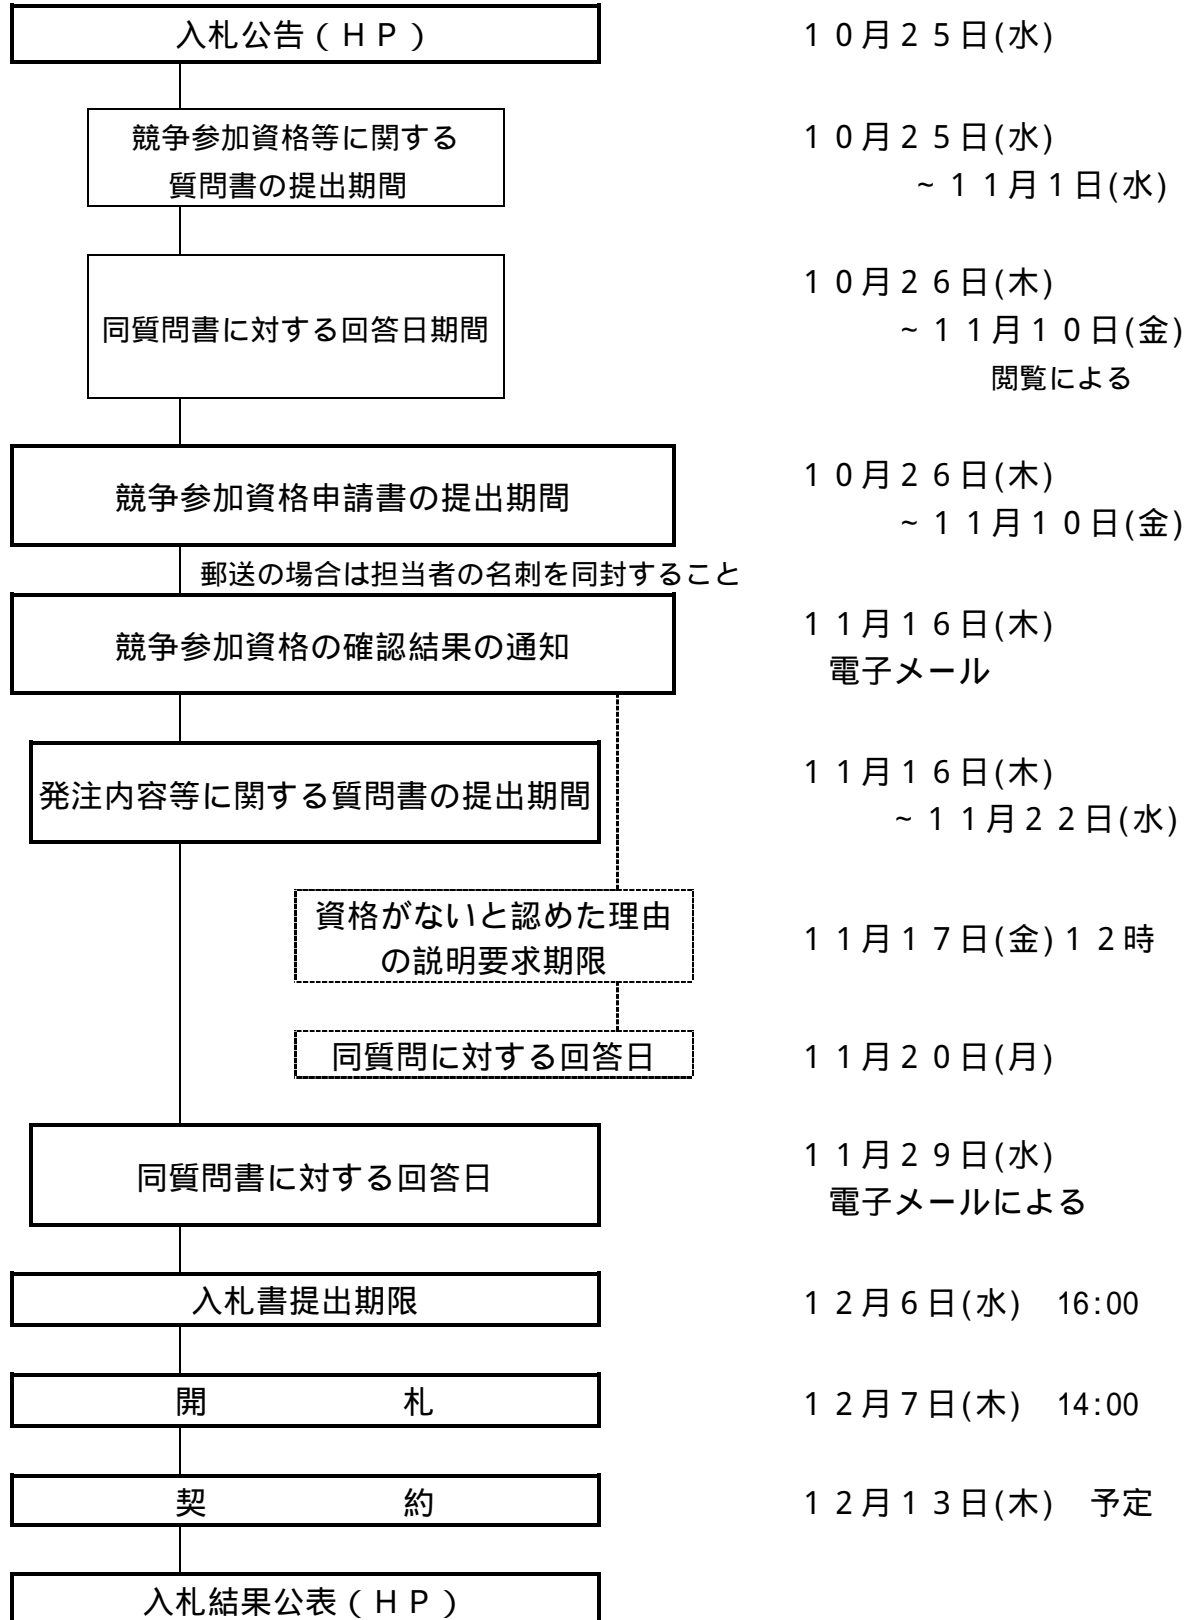 入札公告（ＨＰ） １０月２５日(水)
競争参加資格等に関する １０月２５日(水)
質問書の提出期間 ~１１月１日(水)
１０月２６日(木)
同質問書に対する回答日期間 ~１１月１０日(金)
閲覧による
競争参加資格申請書の提出期間 １０月２６日(木)
~１１月１０日(金)
郵送の場合は担当者の名刺を同封すること
競争参加資格の確認結果の通知 １１月１６日(木)
電子メール
発注内容等に関する質問書の提出期間 １１月１６日(木)
~１１月２２日(水)
資格がないと認めた理由
の説明要求期限 １１月１７日(金)１２時
同質問に対する回答日 １１月２０日(月)
同質問書に対する回答日 １１月２９日(水)
電子メールによる
入札書提出期限 １２月６日(水) 16:00
開 札 １２月７日(木) 14:00
契 約 １２月１３日(木) 予定
入札結果公表（ＨＰ）